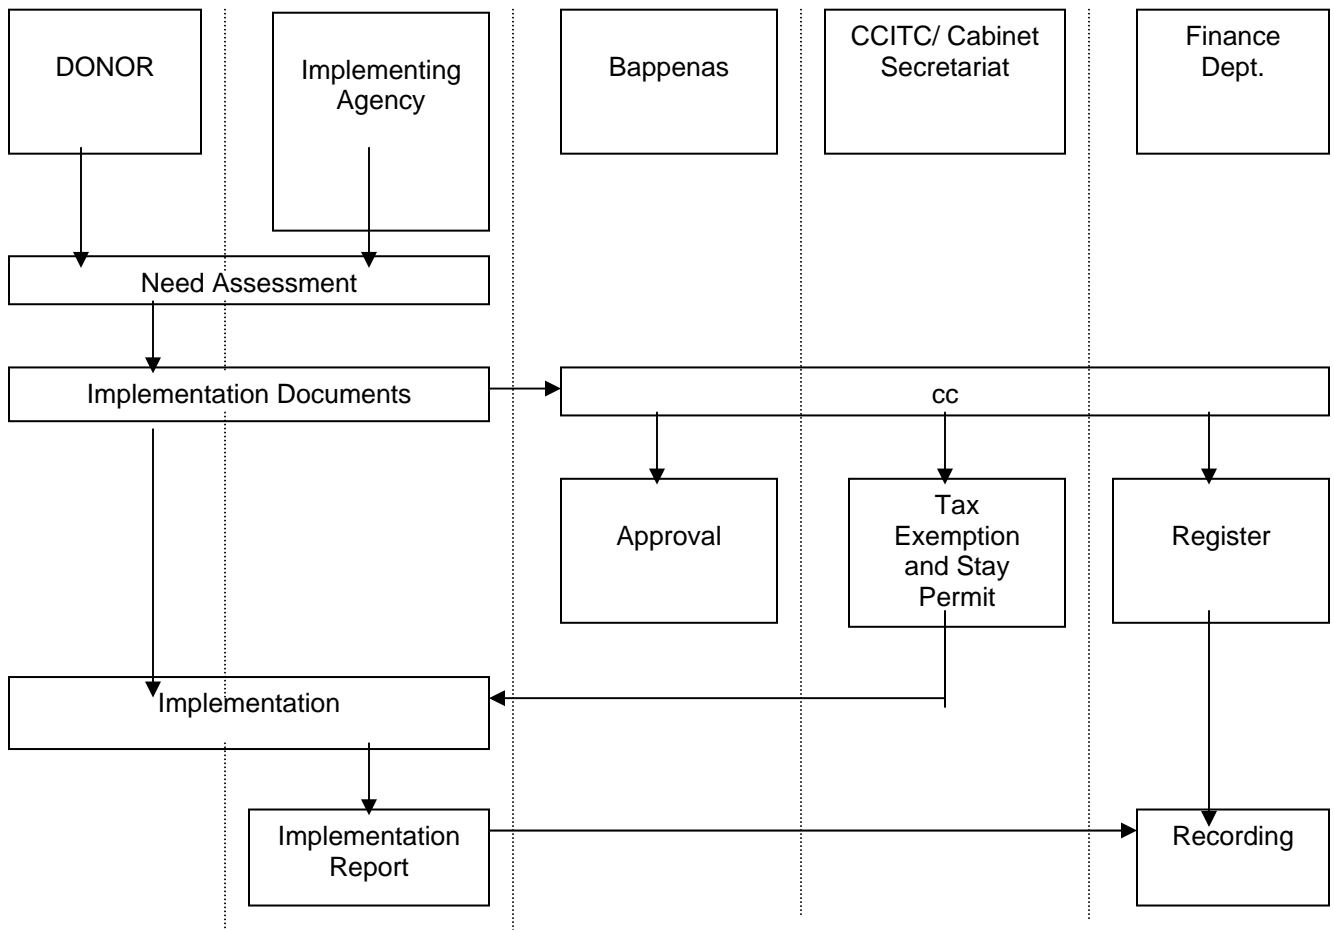 DONOR
Implementing
Agency
Bappenas
CCITC/ Cabinet
Secretariat
Finance
Dept.
Need Assessment
Implementation Documents
cc
Approval
Tax
Exemption
and Stay
Permit
Register
Implementation
Implementation
Report
Recording